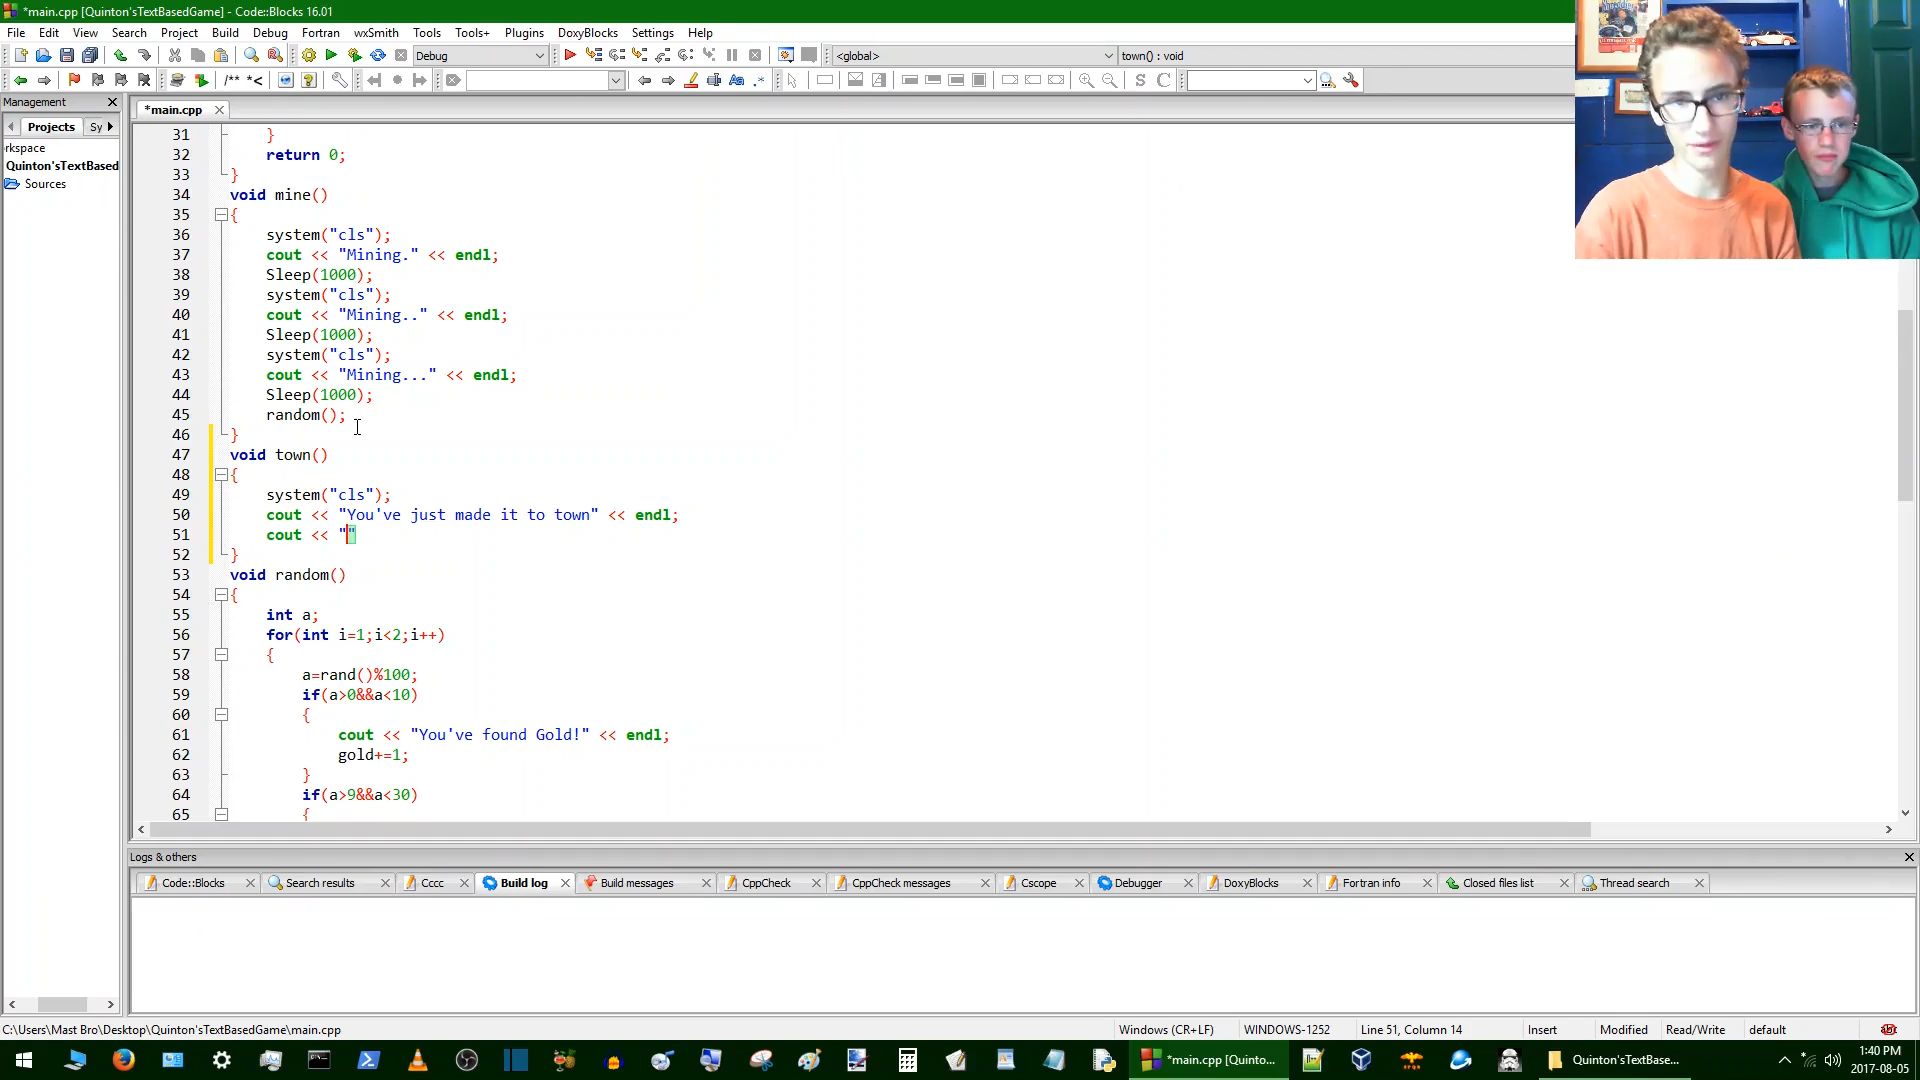 *main.cpp [Quinton'sTextBasedGame] - Code::Blocks 16.01
File Edit View Search Project Build Debug Fortran wxSmith Tools Tools+ Plugins DoxyBlocks Settings Help
Debug <global> town() : void
/** *<
S C
Management
*main.cpp
Projects Sy
rkspace
Quinton'sTextBased
Sources
31 }
32 return 0;
33 }
34 void mine()
35 {
36 system("cls");
37 cout << "Mining." << endl;
38 Sleep(1000);
39 system("cls");
40 cout << "Mining.." << endl;
41 Sleep(1000);
42 system("cls");
43 cout << "Mining..." << endl;
44 Sleep(1000);
45 random();
46 }
47 void town()
48 {
49 system("cls");
50 cout << "You've just made it to town" << endl;
51 cout << ""
52 }
53 void random()
54 {
55 int a;
56 for(int i=1;i<2;i++)
57 {
58 a=rand()%100;
59 if(a>0&&a<10)
60 {
61 cout << "You've found Gold!" << endl;
62 gold+=1;
63 }
64 if(a>9&&a<30)
65 {
Logs & others
Code::Blocks Search results Cccc Build log Build messages CppCheck CppCheck messages Cscope Debugger DoxyBlocks Fortran info Closed files list Thread search
C:\Users\Mast Bro\Desktop\Quinton'sTextBasedGame\main.cpp Windows (CR+LF) WINDOWS-1252 Line 51, Column 14 Insert Modified Read/Write default
*main.cpp [Quinto... Quinton'sTextBase... 1:40 PM
2017-08-05